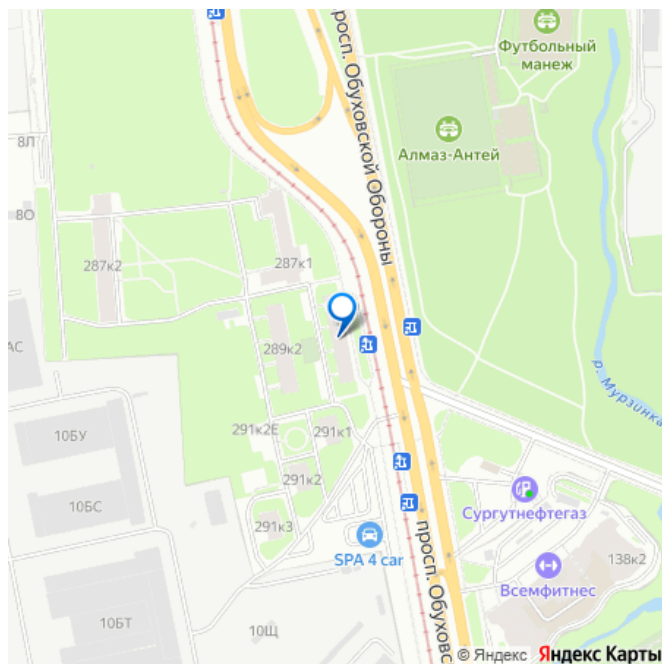 Футбольный
манеж
просп. Обуховской Обороны
Алмаз-Антей
8Л
8О
287к2
287к1
289к2
АС
р. Мурзинка
10БУ
291к2Е
291к1
291к2
10БС
291к3
Сургутнефтегаз
SPA 4 car
просп. Обуховс
Всемфитнес
138к2
10БТ
10Щ
© Яндекс Яндекс Карты